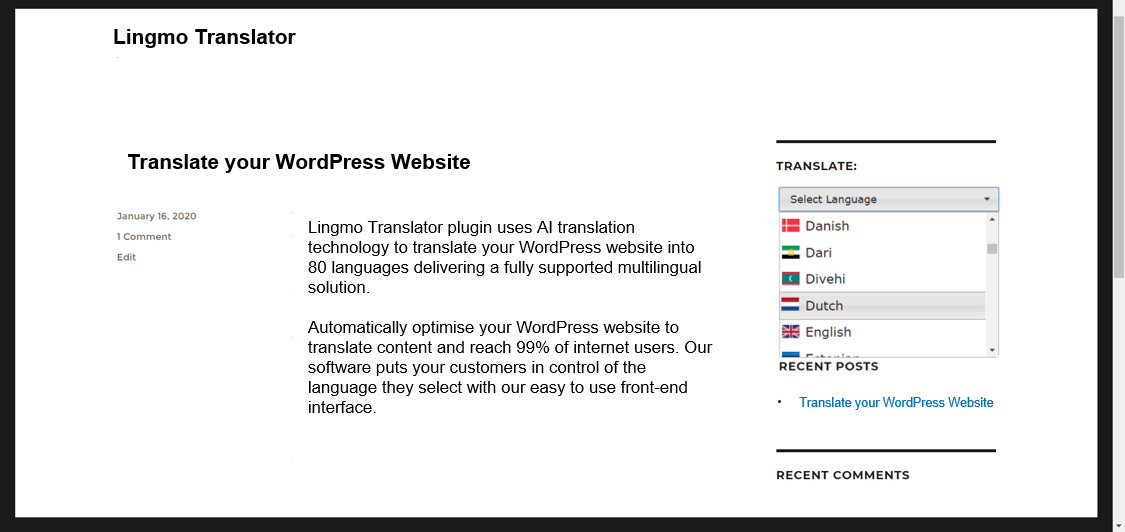 Lingmo Translator
Translate your WordPress Website
January 16, 2020
1 Comment
Edit
Lingmo Translator plugin uses AI translation
technology to translate your WordPress website into
80 languages delivering a fully supported multilingual
solution.
Automatically optimise your WordPress website to
translate content and reach 99% of internet users. Our
software puts your customers in control of the
language they select with our easy to use front-end
interface.
TRANSLATE:
Select Language
Danish
Dari
Divehi
Dutch
English
Estonian
RECENT POSTS
• Translate your WordPress Website
RECENT COMMENTS